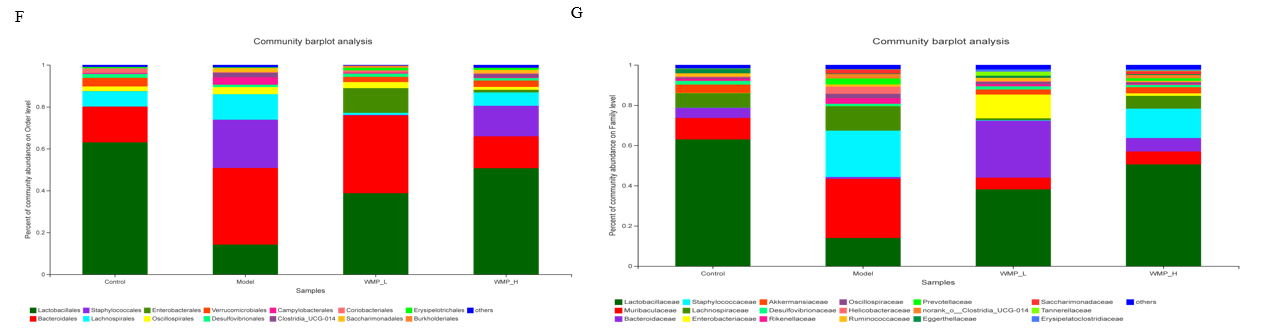 F
Community barplot analysis
Percent of community abundance on Order level
1
0.8
0.6
0.4
0.2
0
Control
Model
WMP_L
WMP_H
Samples
Lactobacillales Staphylococcales Enterobacterales Verrucomicrobiales Campylobacterales Coriobacteriales Erysipelotrichales others
Bacteroidales Lachnospirales Oscillospirales Desulfovibrionales Clostridia_UCG-014 Saccharimonadales Burkholderiales
G
Community barplot analysis
Percent of community abundance on Family level
1
0.8
0.6
0.4
0.2
0
Control
Model
WMP_L
WMP_H
Samples
Lactobacillaceae Staphylococcaceae Akkermansiaceae Oscillospiraceae Prevotellaceae Saccharimonadaceae others
Muribaculaceae Lachnospiraceae Desulfovibrionaceae Helicobacteraceae norank_o__Clostridia_UCG-014 Tannerellaceae
Bacteroidaceae Enterobacteriaceae Rikenellaceae Ruminococcaceae Eggerthellaceae Erysipelatoclostridiaceae